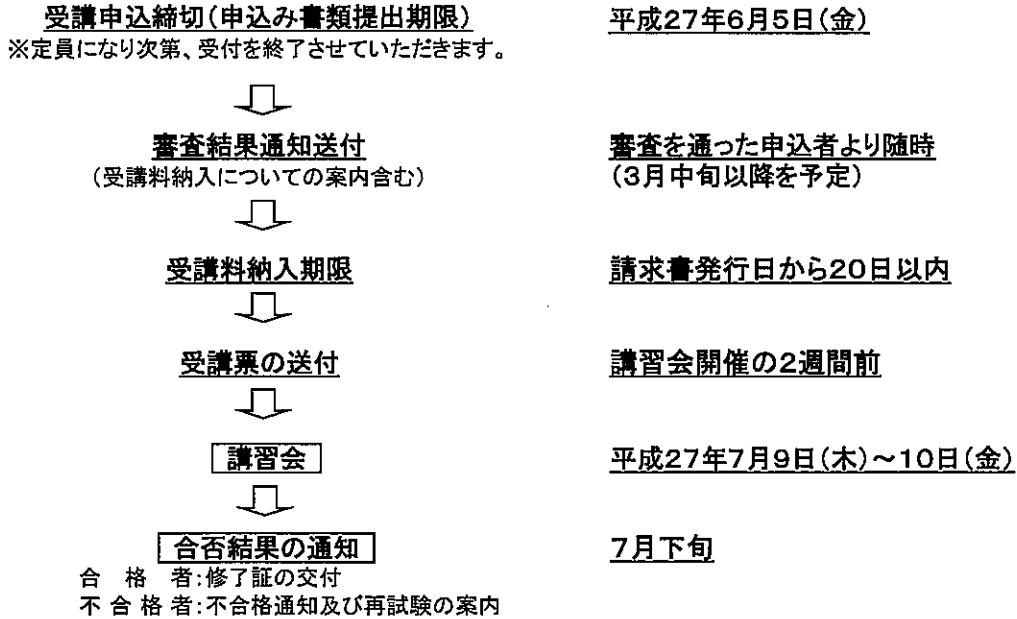 受講申込締切(申込み書類提出期限)
平成27年6月5日(金)
※定員になり次第、受付を終了させていただきます。
審査結果通知送付
審査を通った申込者より随時
(受講料納入についての案内含む)
(3月中旬以降を予定)
受講料納入期限
請求書発行日から20日以内
受講票の送付
講習会開催の2週間前
講習会
平成27年7月9日(木)~10日(金)
合否結果の通知
7月下旬
合 格 者:修了証の交付
不 合 格 者:不合格通知及び再試験の案内